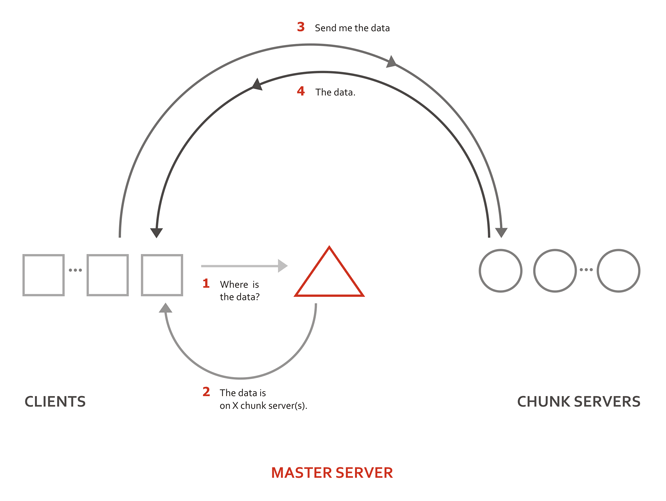 3 Send me the data
4 The data.
1 Where is
the data?
2 The data is
on X chunk server(s).
CLIENTS
CHUNK SERVERS
MASTER SERVER